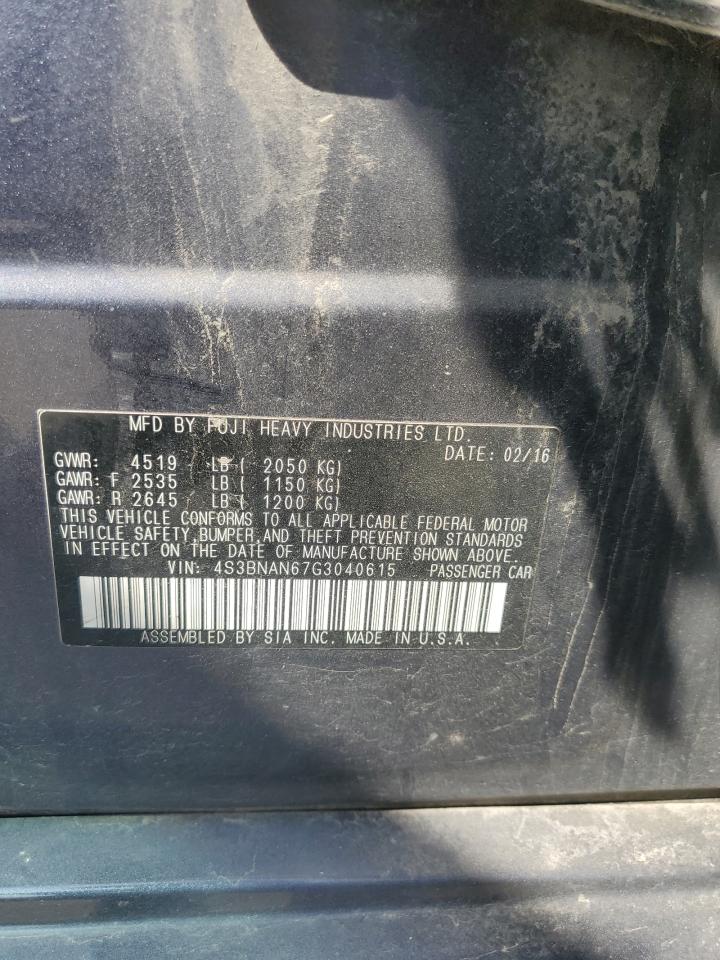 MFD BY FUJI HEAVY INDUSTRIES LTD.
DATE: 02/16
GVWR: 4519 LB ( 2050 KG)
GAWR: F 2535 LB ( 1150 KG)
GAWR: R 2645 LB ( 1200 KG)
THIS VEHICLE CONFORMS TO ALL APPLICABLE FEDERAL MOTOR
VEHICLE SAFETY, BUMPER, AND THEFT PREVENTION STANDARDS
IN EFFECT ON THE DATE OF MANUFACTURE SHOWN ABOVE.
VIN: 4S3BNAN67G3040615 PASSENGER CAR
ASSEMBLED BY SIA INC. MADE IN U.S.A.